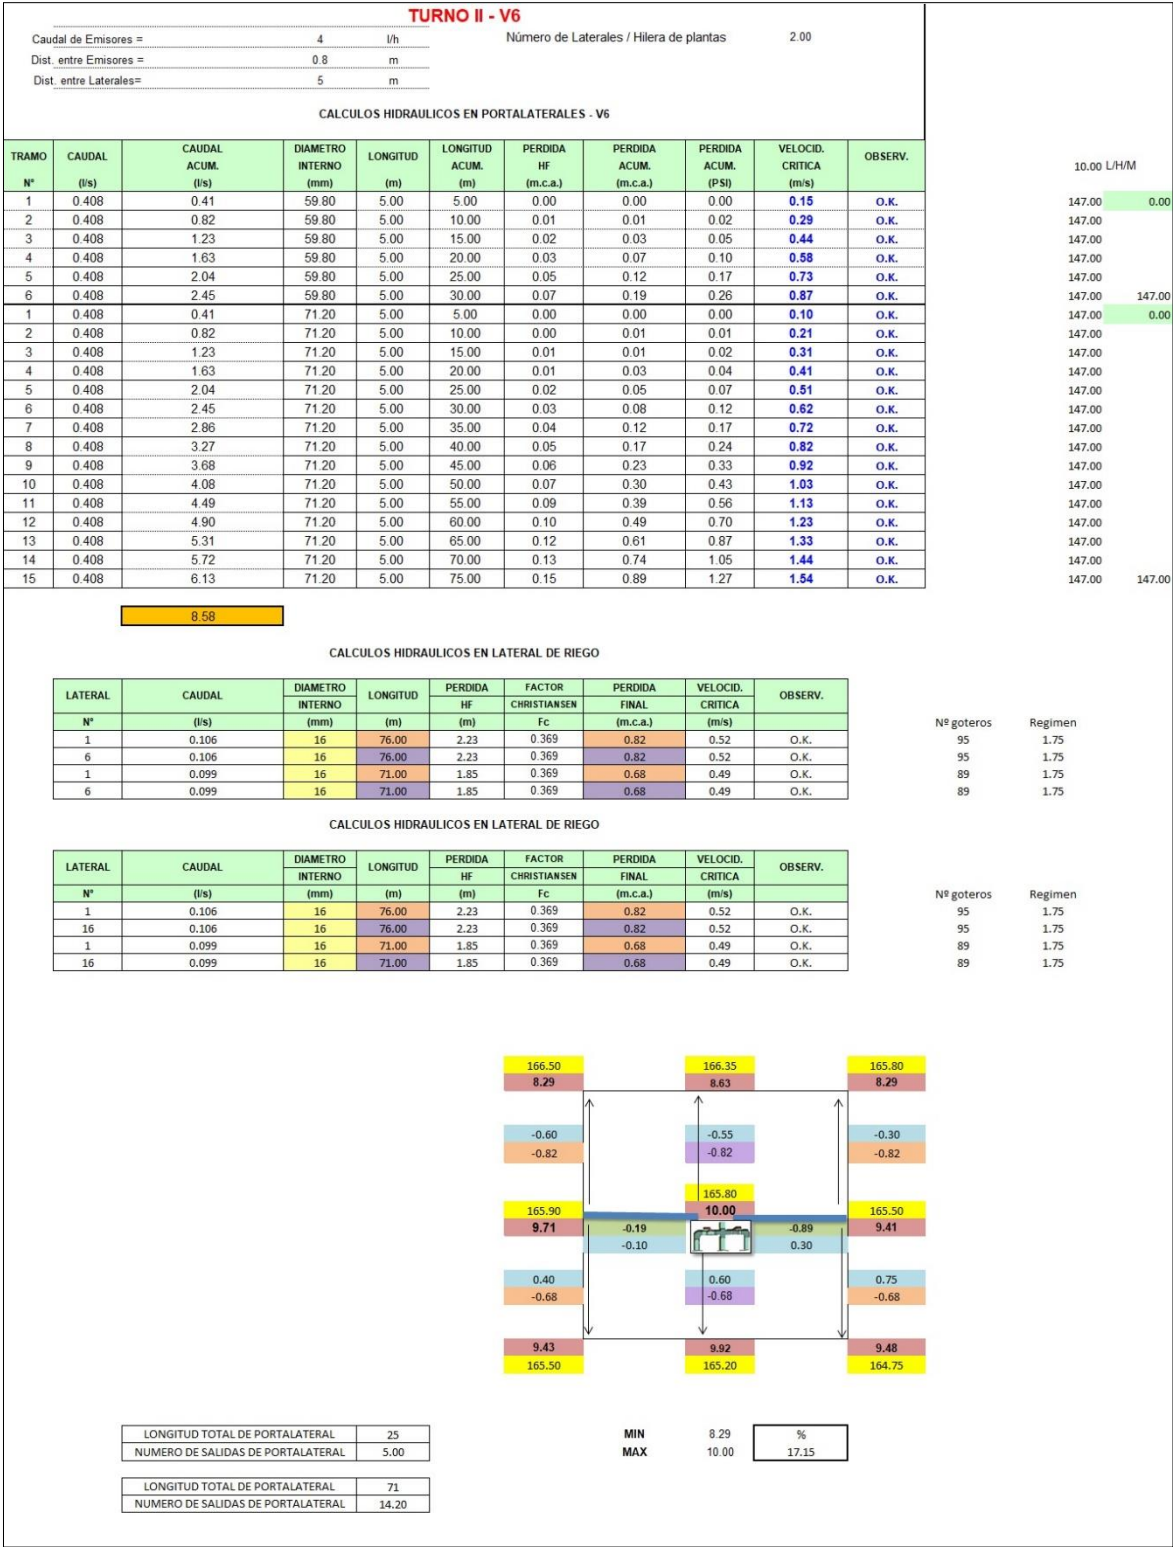 TURNO II - V6
Caudal de Emisores = 4 l/h Número de Laterales / Hilera de plantas 2.00
Dist. entre Emisores = 0.8 m
Dist. entre Laterales= 5 m
CALCULOS HIDRAULICOS EN PORTALATERALES - V6
TRAMO CAUDAL CAUDAL DIAMETRO LONGITUD LONGITUD PERDIDA PERDIDA PERDIDA VELOCID. OBSERV.
ACUM. INTERNO ACUM. HF ACUM. ACUM. CRITICA 10.00 L/H/M
N° (l/s) (l/s) (mm) (m) (m) (m.c.a.) (m.c.a.) (PSI) (m/s)
1 0.408 0.41 59.80 5.00 5.00 0.00 0.00 0.00 0.15 O.K. 147.00 0.00
2 0.408 0.82 59.80 5.00 10.00 0.01 0.01 0.02 0.29 O.K. 147.00
3 0.408 1.23 59.80 5.00 15.00 0.02 0.03 0.05 0.44 O.K. 147.00
4 0.408 1.63 59.80 5.00 20.00 0.03 0.07 0.10 0.58 O.K. 147.00
5 0.408 2.04 59.80 5.00 25.00 0.05 0.12 0.17 0.73 O.K. 147.00
6 0.408 2.45 59.80 5.00 30.00 0.07 0.19 0.26 0.87 O.K. 147.00 147.00
1 0.408 0.41 71.20 5.00 5.00 0.00 0.00 0.00 0.10 O.K. 147.00 0.00
2 0.408 0.82 71.20 5.00 10.00 0.00 0.01 0.01 0.21 O.K. 147.00
3 0.408 1.23 71.20 5.00 15.00 0.01 0.01 0.02 0.31 O.K. 147.00
4 0.408 1.63 71.20 5.00 20.00 0.01 0.03 0.04 0.41 O.K. 147.00
5 0.408 2.04 71.20 5.00 25.00 0.02 0.05 0.07 0.51 O.K. 147.00
6 0.408 2.45 71.20 5.00 30.00 0.03 0.08 0.12 0.62 O.K. 147.00
7 0.408 2.86 71.20 5.00 35.00 0.04 0.12 0.17 0.72 O.K. 147.00
8 0.408 3.27 71.20 5.00 40.00 0.05 0.17 0.24 0.82 O.K. 147.00
9 0.408 3.68 71.20 5.00 45.00 0.06 0.23 0.33 0.92 O.K. 147.00
10 0.408 4.08 71.20 5.00 50.00 0.07 0.30 0.43 1.03 O.K. 147.00
11 0.408 4.49 71.20 5.00 55.00 0.09 0.39 0.56 1.13 O.K. 147.00
12 0.408 4.90 71.20 5.00 60.00 0.10 0.49 0.70 1.23 O.K. 147.00
13 0.408 5.31 71.20 5.00 65.00 0.12 0.61 0.87 1.33 O.K. 147.00
14 0.408 5.72 71.20 5.00 70.00 0.13 0.74 1.05 1.44 O.K. 147.00
15 0.408 6.13 71.20 5.00 75.00 0.15 0.89 1.27 1.54 O.K. 147.00 147.00
8.58
CALCULOS HIDRAULICOS EN LATERAL DE RIEGO
LATERAL CAUDAL DIAMETRO LONGITUD PERDIDA FACTOR PERDIDA VELOCID. OBSERV.
INTERNO HF CHRISTIANSEN FINAL CRITICA
N° (l/s) (mm) (m) (m) Fc (m.c.a.) (m/s) Nº goteros Regimen
1 0.106 16 76.00 2.23 0.369 0.82 0.52 O.K. 95 1.75
6 0.106 16 76.00 2.23 0.369 0.82 0.52 O.K. 95 1.75
1 0.099 16 71.00 1.85 0.369 0.68 0.49 O.K. 89 1.75
6 0.099 16 71.00 1.85 0.369 0.68 0.49 O.K. 89 1.75
CALCULOS HIDRAULICOS EN LATERAL DE RIEGO
LATERAL CAUDAL DIAMETRO LONGITUD PERDIDA FACTOR PERDIDA VELOCID. OBSERV.
INTERNO HF CHRISTIANSEN FINAL CRITICA
N° (l/s) (mm) (m) (m) Fc (m.c.a.) (m/s) Nº goteros Regimen
1 0.106 16 76.00 2.23 0.369 0.82 0.52 O.K. 95 1.75
16 0.106 16 76.00 2.23 0.369 0.82 0.52 O.K. 95 1.75
1 0.099 16 71.00 1.85 0.369 0.68 0.49 O.K. 89 1.75
16 0.099 16 71.00 1.85 0.369 0.68 0.49 O.K. 89 1.75
166.50 166.35 165.80
8.29 8.63 8.29
-0.60 -0.55 -0.30
-0.82 -0.82 -0.82
165.80
165.90 10.00 165.50
9.71 -0.19 -0.89 9.41
-0.10 0.30
0.40 0.60 0.75
-0.68 -0.68 -0.68
9.43 9.92 9.48
165.50 165.20 164.75
LONGITUD TOTAL DE PORTALATERAL 25 MIN 8.29 %
NUMERO DE SALIDAS DE PORTALATERAL 5.00 MAX 10.00 17.15
LONGITUD TOTAL DE PORTALATERAL 71
NUMERO DE SALIDAS DE PORTALATERAL 14.20